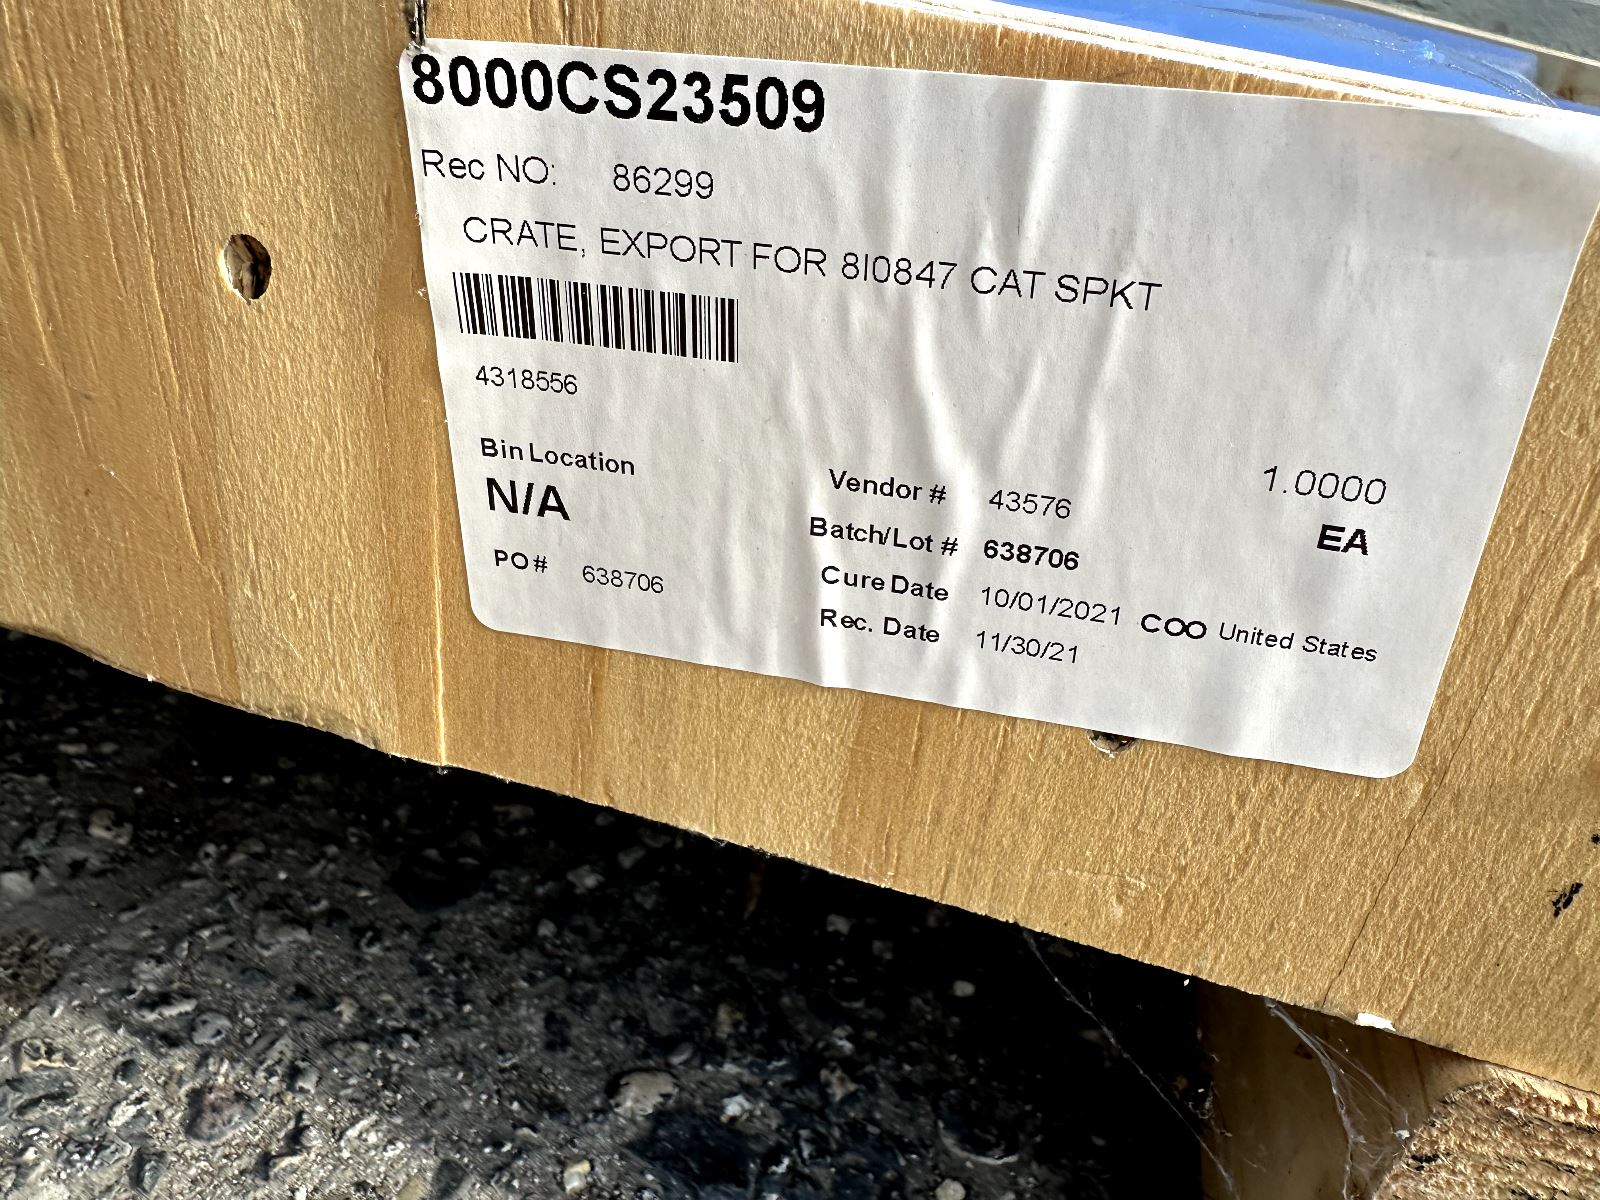 8000CS23509
Rec NO: 86299
CRATE, EXPORT FOR 8I0847 CAT SPKT
4318556
Bin Location
N/A
PO# 638706
Vendor # 43576
Batch/Lot # 638706
Cure Date 10/01/2021 COO United States
Rec. Date 11/30/21
1.0000
EA